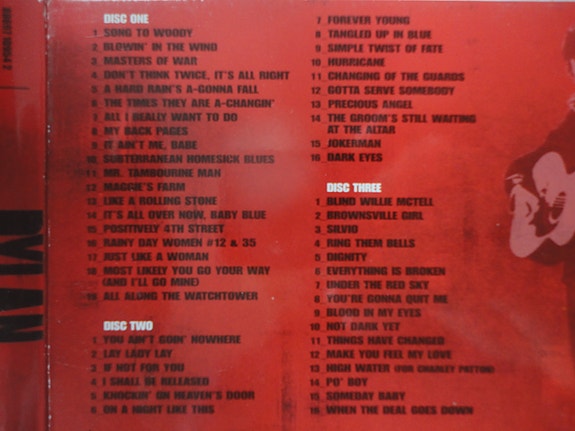 DISC ONE
1 SONG TO WOODY
2 BLOWIN' IN THE WIND
3 MASTERS OF WAR
4 DON'T THINK TWICE, IT'S ALL RIGHT
5 A HARD RAIN'S A-GONNA FALL
6 THE TIMES THEY ARE A-CHANGIN'
7 ALL I REALLY WANT TO DO
8 MY BACK PAGES
9 IT AIN'T ME, BABE
10 SUBTERRANEAN HOMESICK BLUES
11 MR. TAMBOURINE MAN
12 MAGGIE'S FARM
13 LIKE A ROLLING STONE
14 IT'S ALL OVER NOW, BABY BLUE
15 POSITIVELY 4TH STREET
16 RAINY DAY WOMEN #12 & 35
17 JUST LIKE A WOMAN
18 MOST LIKELY YOU GO YOUR WAY
(AND I'LL GO MINE)
19 ALL ALONG THE WATCHTOWER
DISC TWO
1 YOU AIN'T GOIN' NOWHERE
2 LAY LADY LAY
3 IF NOT FOR YOU
4 I SHALL BE RELEASED
5 KNOCKIN' ON HEAVEN'S DOOR
6 ON A NIGHT LIKE THIS
7 FOREVER YOUNG
8 TANGLED UP IN BLUE
9 SIMPLE TWIST OF FATE
10 HURRICANE
11 CHANGING OF THE GUARDS
12 GOTTA SERVE SOMEBODY
13 PRECIOUS ANGEL
14 THE GROOM'S STILL WAITING
AT THE ALTAR
15 JOKERMAN
16 DARK EYES
DISC THREE
1 BLIND WILLIE MCTELL
2 BROWNSVILLE GIRL
3 SILVIO
4 RING THEM BELLS
5 DIGNITY
6 EVERYTHING IS BROKEN
7 UNDER THE RED SKY
8 YOU'RE GONNA QUIT ME
9 BLOOD IN MY EYES
10 NOT DARK YET
11 THINGS HAVE CHANGED
12 MAKE YOU FEEL MY LOVE
13 HIGH WATER (FOR CHARLEY PATTON)
14 PO' BOY
15 SOMEDAY BABY
16 WHEN THE DEAL GOES DOWN
DYLAN